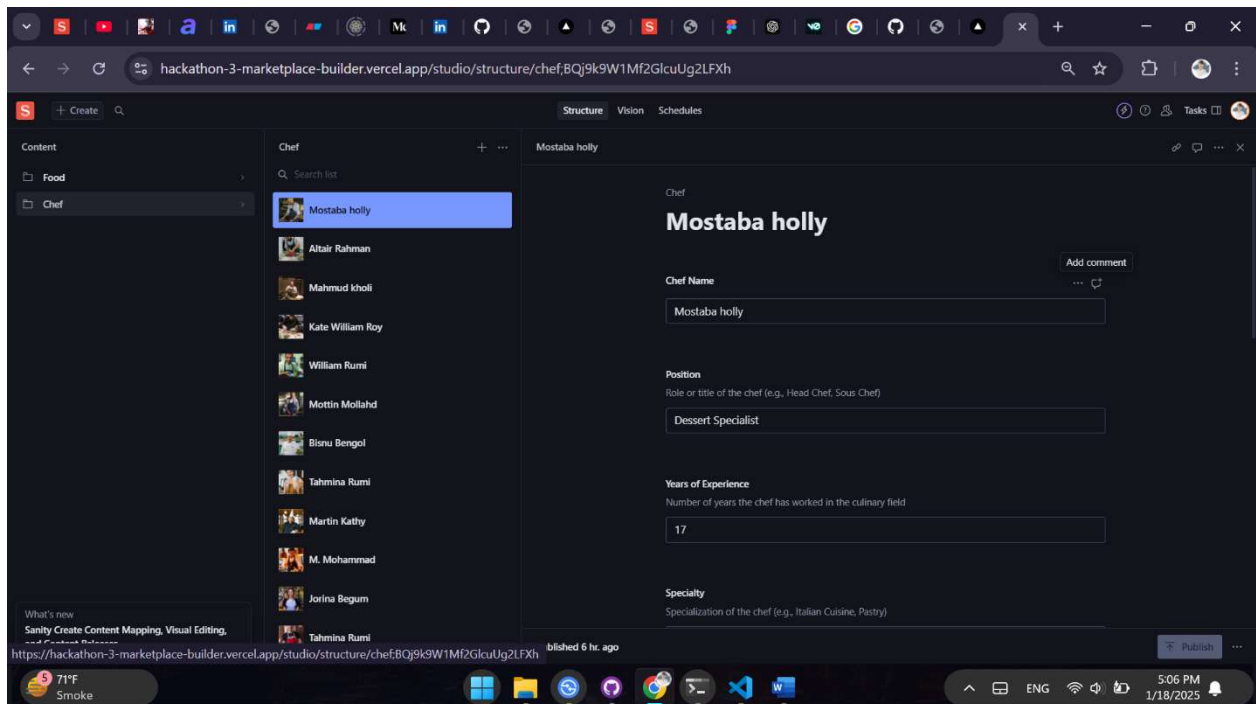 hackathon-3-marketplace-builder.vercel.app/studio/structure/chef;BQj9k9W1Mf2GlcuUg2LFXh
+ Create
Structure Vision Schedules
Tasks
Content
Food
Chef
Chef
Search list
Mostaba holly
Altair Rahman
Mahmud kholi
Kate William Roy
William Rumi
Mottin Mollahd
Bisnu Bengol
Tahmina Rumi
Martin Kathy
M. Mohammad
Jorina Begum
Tahmina Rumi
Mostaba holly
Chef
Mostaba holly
Add comment
Chef Name
Mostaba holly
Position
Role or title of the chef (e.g., Head Chef, Sous Chef)
Dessert Specialist
Years of Experience
Number of years the chef has worked in the culinary field
17
Specialty
Specialization of the chef (e.g., Italian Cuisine, Pastry)
What's new
Sanity Create Content Mapping, Visual Editing,
and Content Releases
https://hackathon-3-marketplace-builder.vercel.app/studio/structure/chef;BQj9k9W1Mf2GlcuUg2LFXh
blished 6 hr. ago
Publish
5
71°F
Smoke
ENG
5:06 PM
1/18/2025